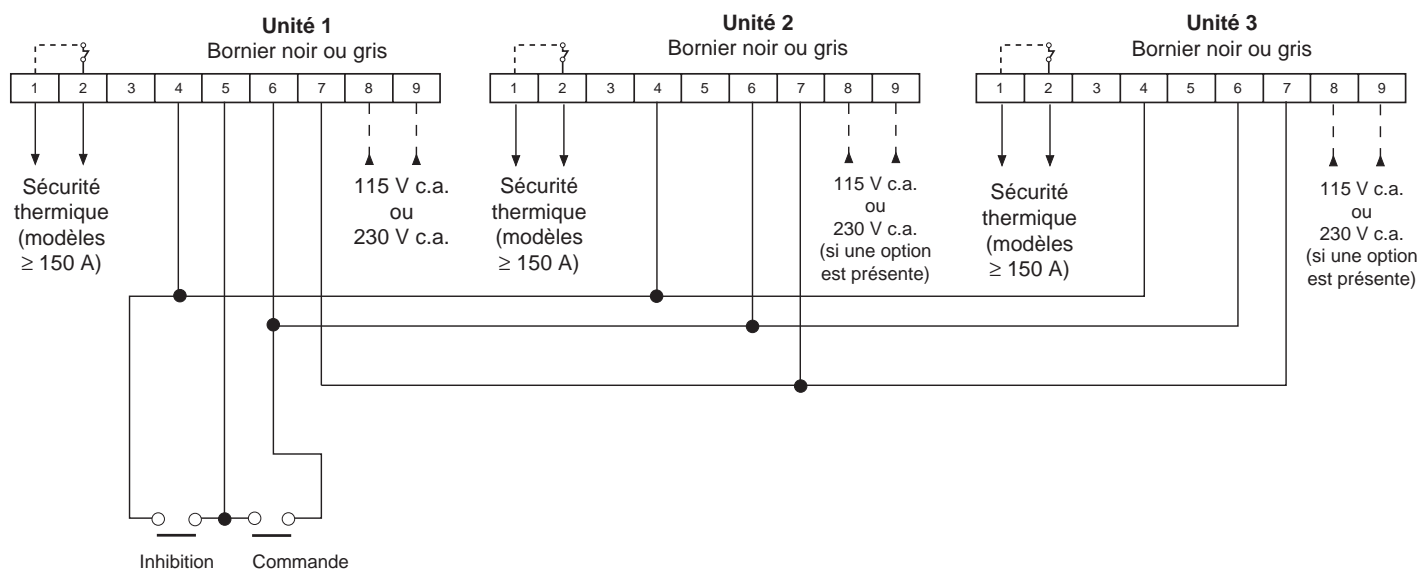 Unité 1
Bornier noir ou gris
1 2 3 4 5 6 7 8 9
Sécurité
thermique
(modèles
≥ 150 A)
115 V c.a.
ou
230 V c.a.
Unité 2
Bornier noir ou gris
1 2 3 4 5 6 7 8 9
Sécurité
thermique
(modèles
≥ 150 A)
115 V c.a.
ou
230 V c.a.
(si une option
est présente)
Unité 3
Bornier noir ou gris
1 2 3 4 5 6 7 8 9
Sécurité
thermique
(modèles
≥ 150 A)
115 V c.a.
ou
230 V c.a.
(si une option
est présente)
Inhibition
Commande